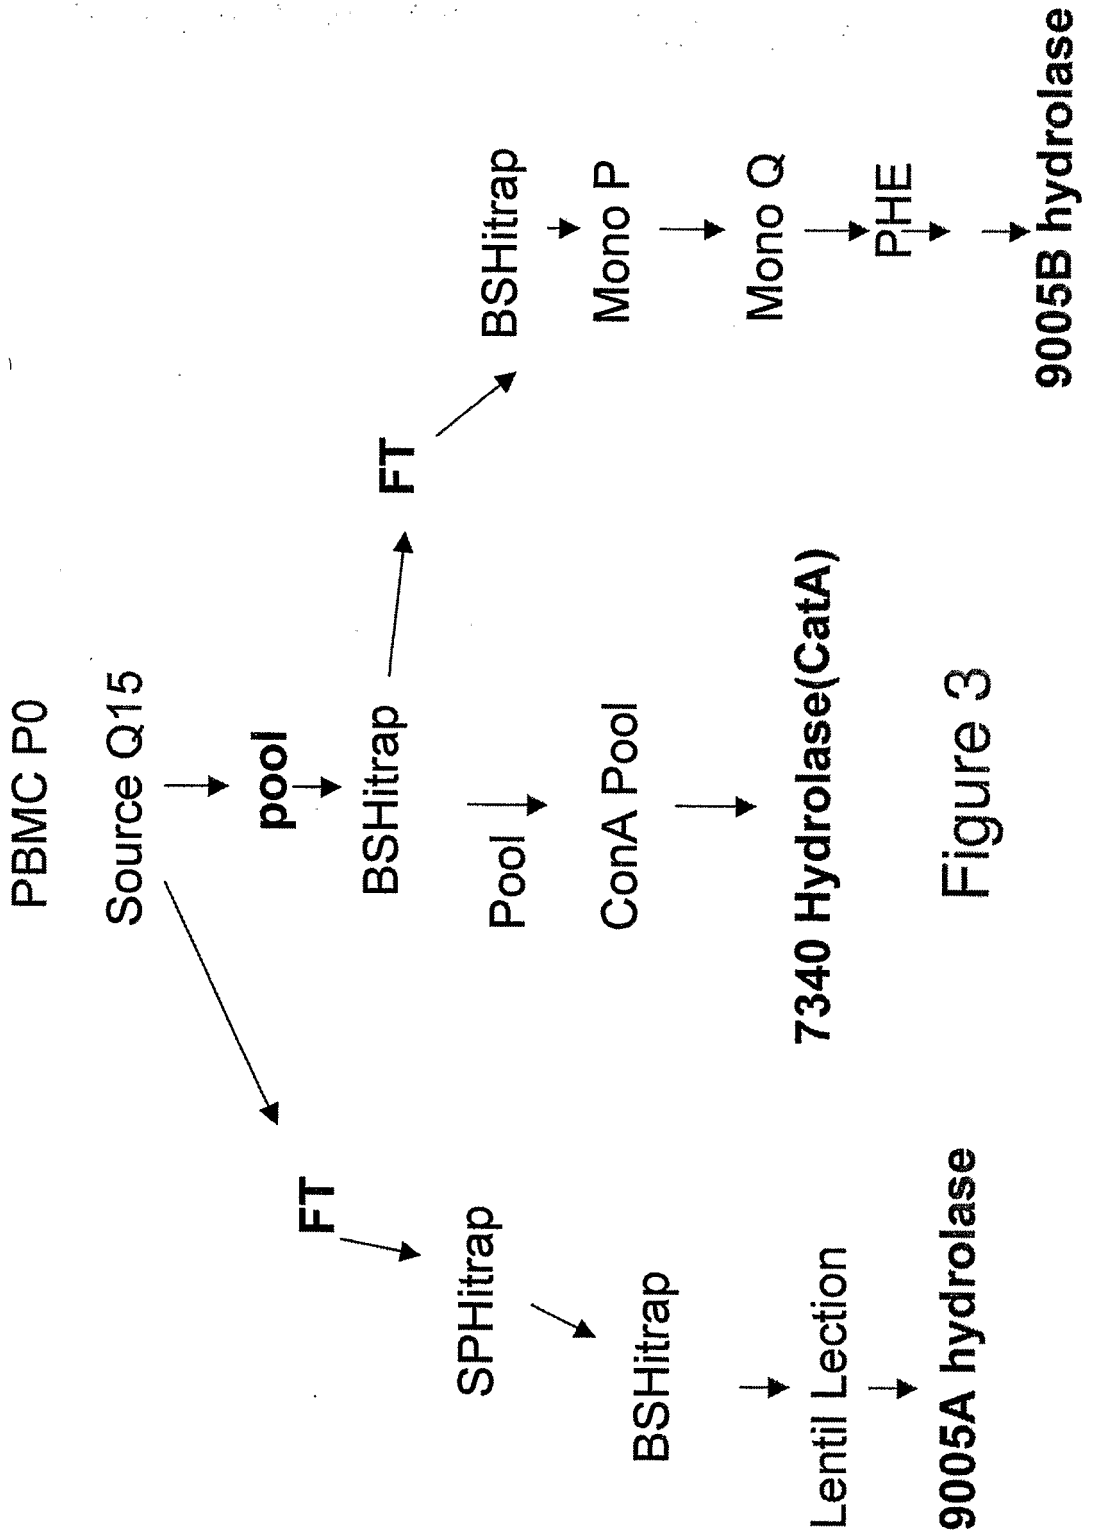 PBMC P0
Source Q15
pool
FT
BSHitrap
FT
SPHitrap
Pool
BSHitrap
BSHitrap
ConA Pool
Mono P
Mono Q
Lentil Lection
7340 Hydrolase(CatA)
PHE
9005A hydrolase
9005B hydrolase
Figure 3